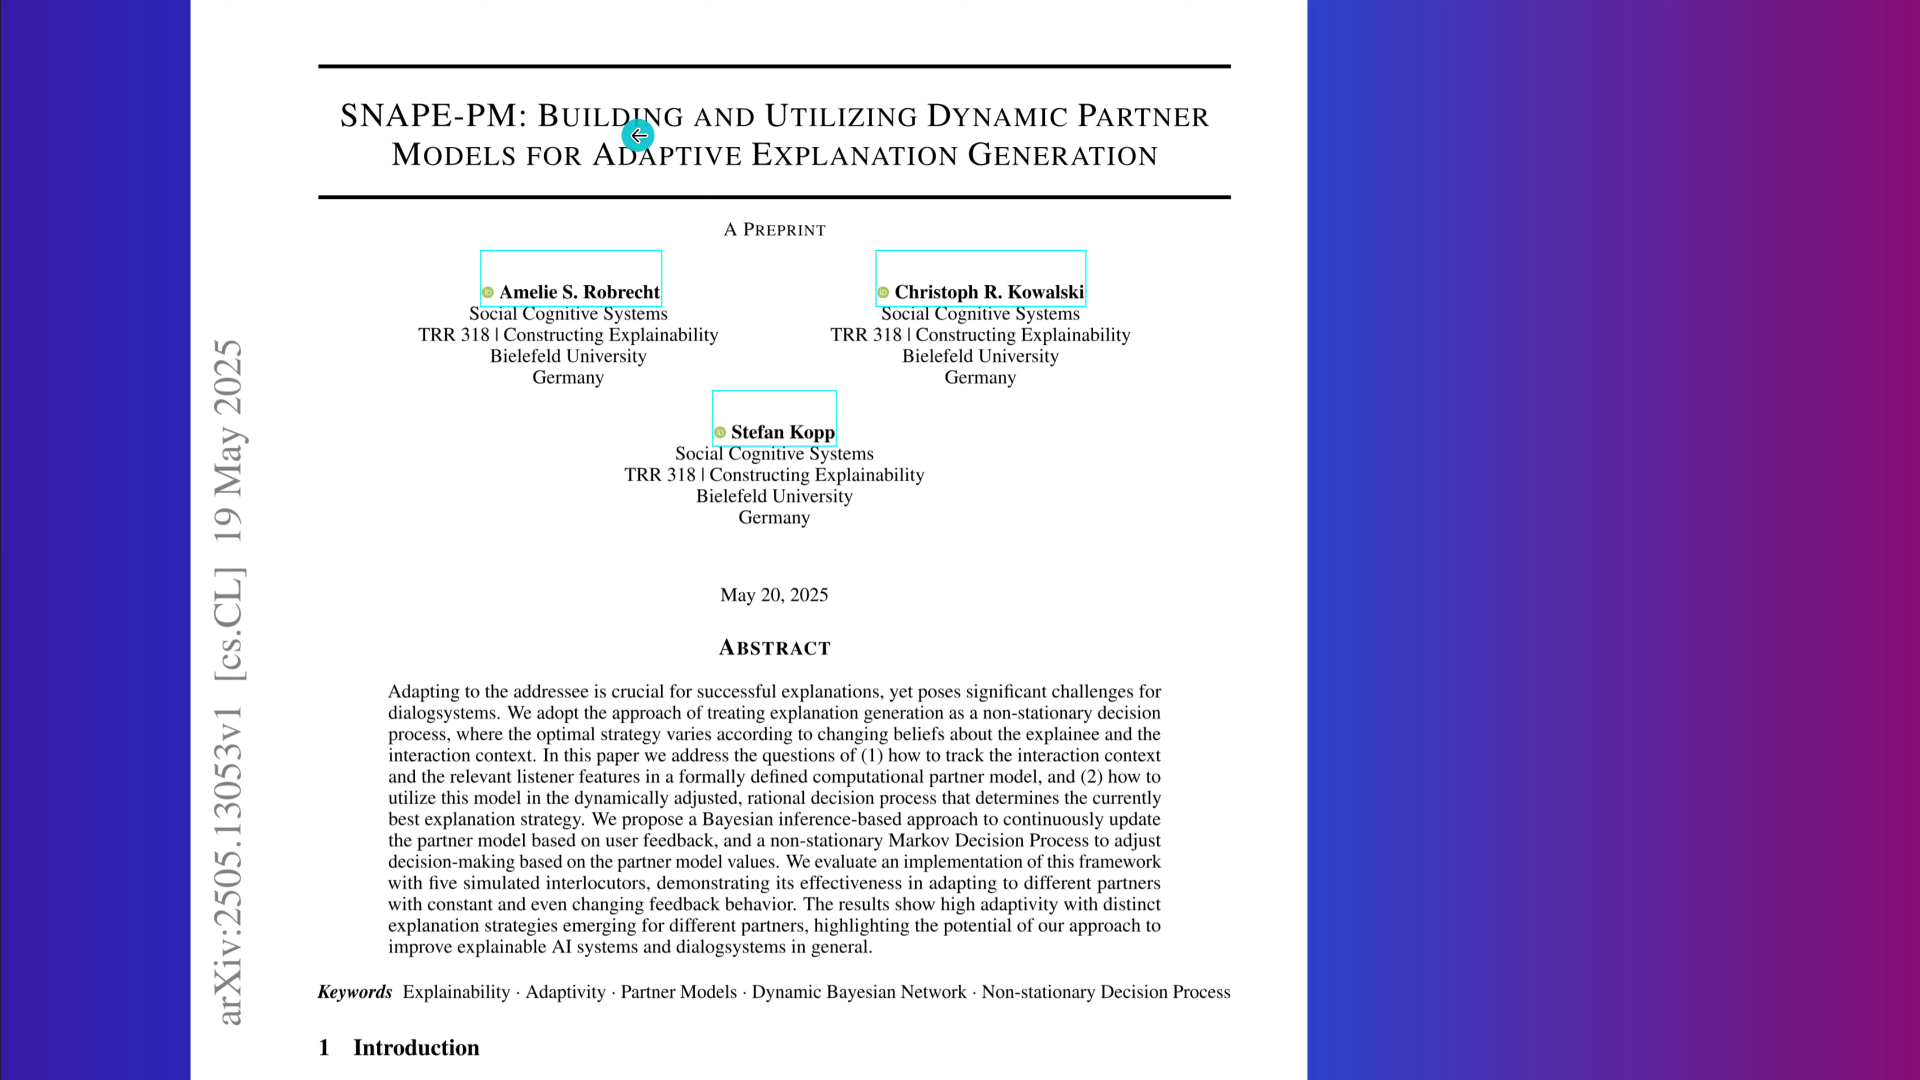 SNAPE-PM: BUILDING AND UTILIZING DYNAMIC PARTNER
MODELS FOR ADAPTIVE EXPLANATION GENERATION
A PREPRINT
Amelie S. Robrecht
Social Cognitive Systems
TRR 318 | Constructing Explainability
Bielefeld University
Germany
Christoph R. Kowalski
Social Cognitive Systems
TRR 318 | Constructing Explainability
Bielefeld University
Germany
Stefan Kopp
Social Cognitive Systems
TRR 318 | Constructing Explainability
Bielefeld University
Germany
May 20, 2025
ABSTRACT
Adapting to the addressee is crucial for successful explanations, yet poses significant challenges for
dialogsystems. We adopt the approach of treating explanation generation as a non-stationary decision
process, where the optimal strategy varies according to changing beliefs about the explainee and the
interaction context. In this paper we address the questions of (1) how to track the interaction context
and the relevant listener features in a formally defined computational partner model, and (2) how to
utilize this model in the dynamically adjusted, rational decision process that determines the currently
best explanation strategy. We propose a Bayesian inference-based approach to continuously update
the partner model based on user feedback, and a non-stationary Markov Decision Process to adjust
decision-making based on the partner model values. We evaluate an implementation of this framework
with five simulated interlocutors, demonstrating its effectiveness in adapting to different partners
with constant and even changing feedback behavior. The results show high adaptivity with distinct
explanation strategies emerging for different partners, highlighting the potential of our approach to
improve explainable AI systems and dialogsystems in general.
Keywords Explainability · Adaptivity · Partner Models · Dynamic Bayesian Network · Non-stationary Decision Process
1 Introduction
arXiv:2505.13053v1 [cs.CL] 19 May 2025